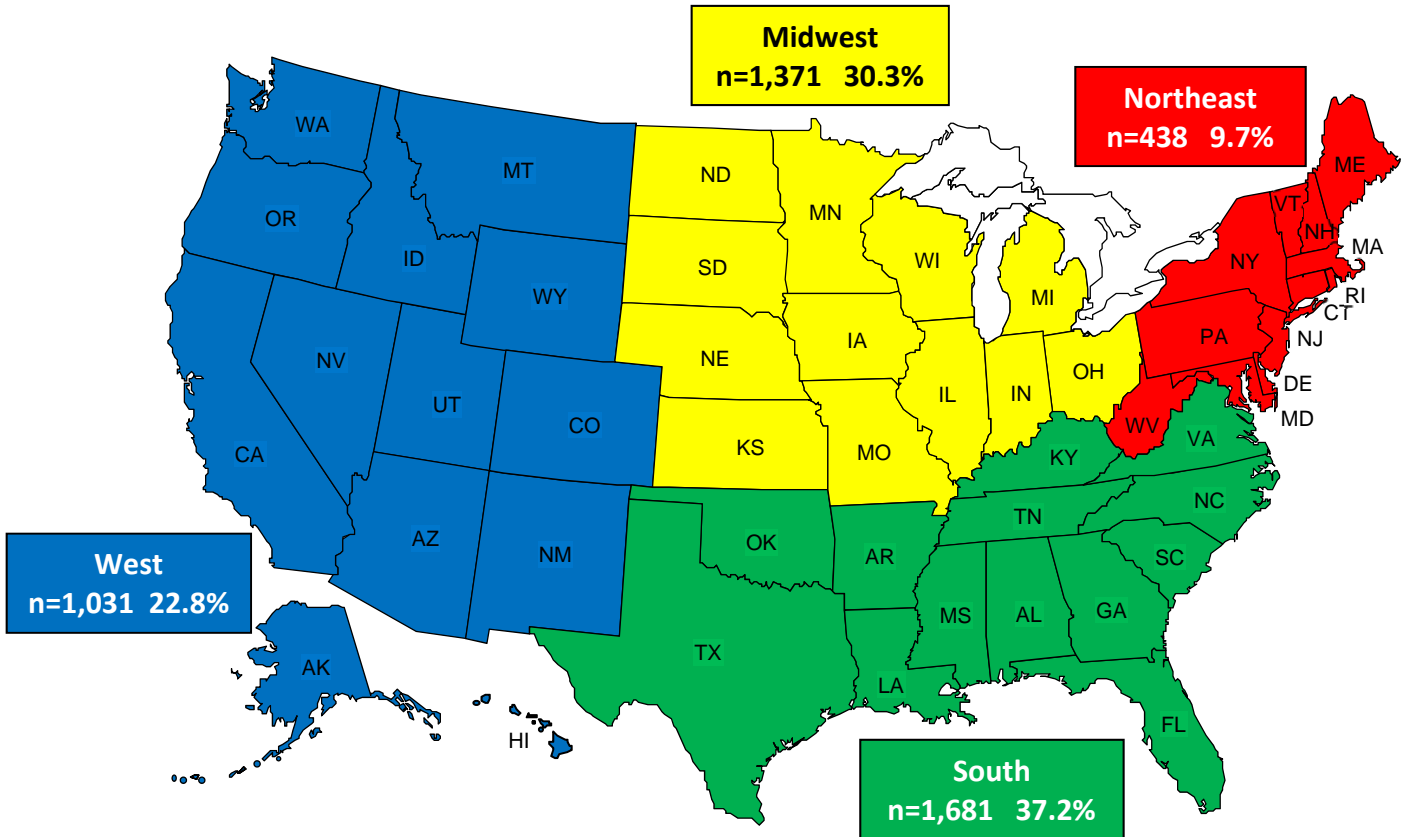 Midwest
n=1,371 30.3%
Northeast
n=438 9.7%
WA
MT
ND
MN
ME
VT
NH
OR
ID
SD
WI
MI
NY
MA
WY
RI
CT
NV
NE
IA
PA
NJ
UT
CO
IL
IN
OH
DE
MD
CA
KS
MO
WV
VA
KY
NC
TN
AZ
NM
OK
AR
SC
West
n=1,031 22.8%
MS
AL
GA
TX
LA
AK
FL
HI
South
n=1,681 37.2%